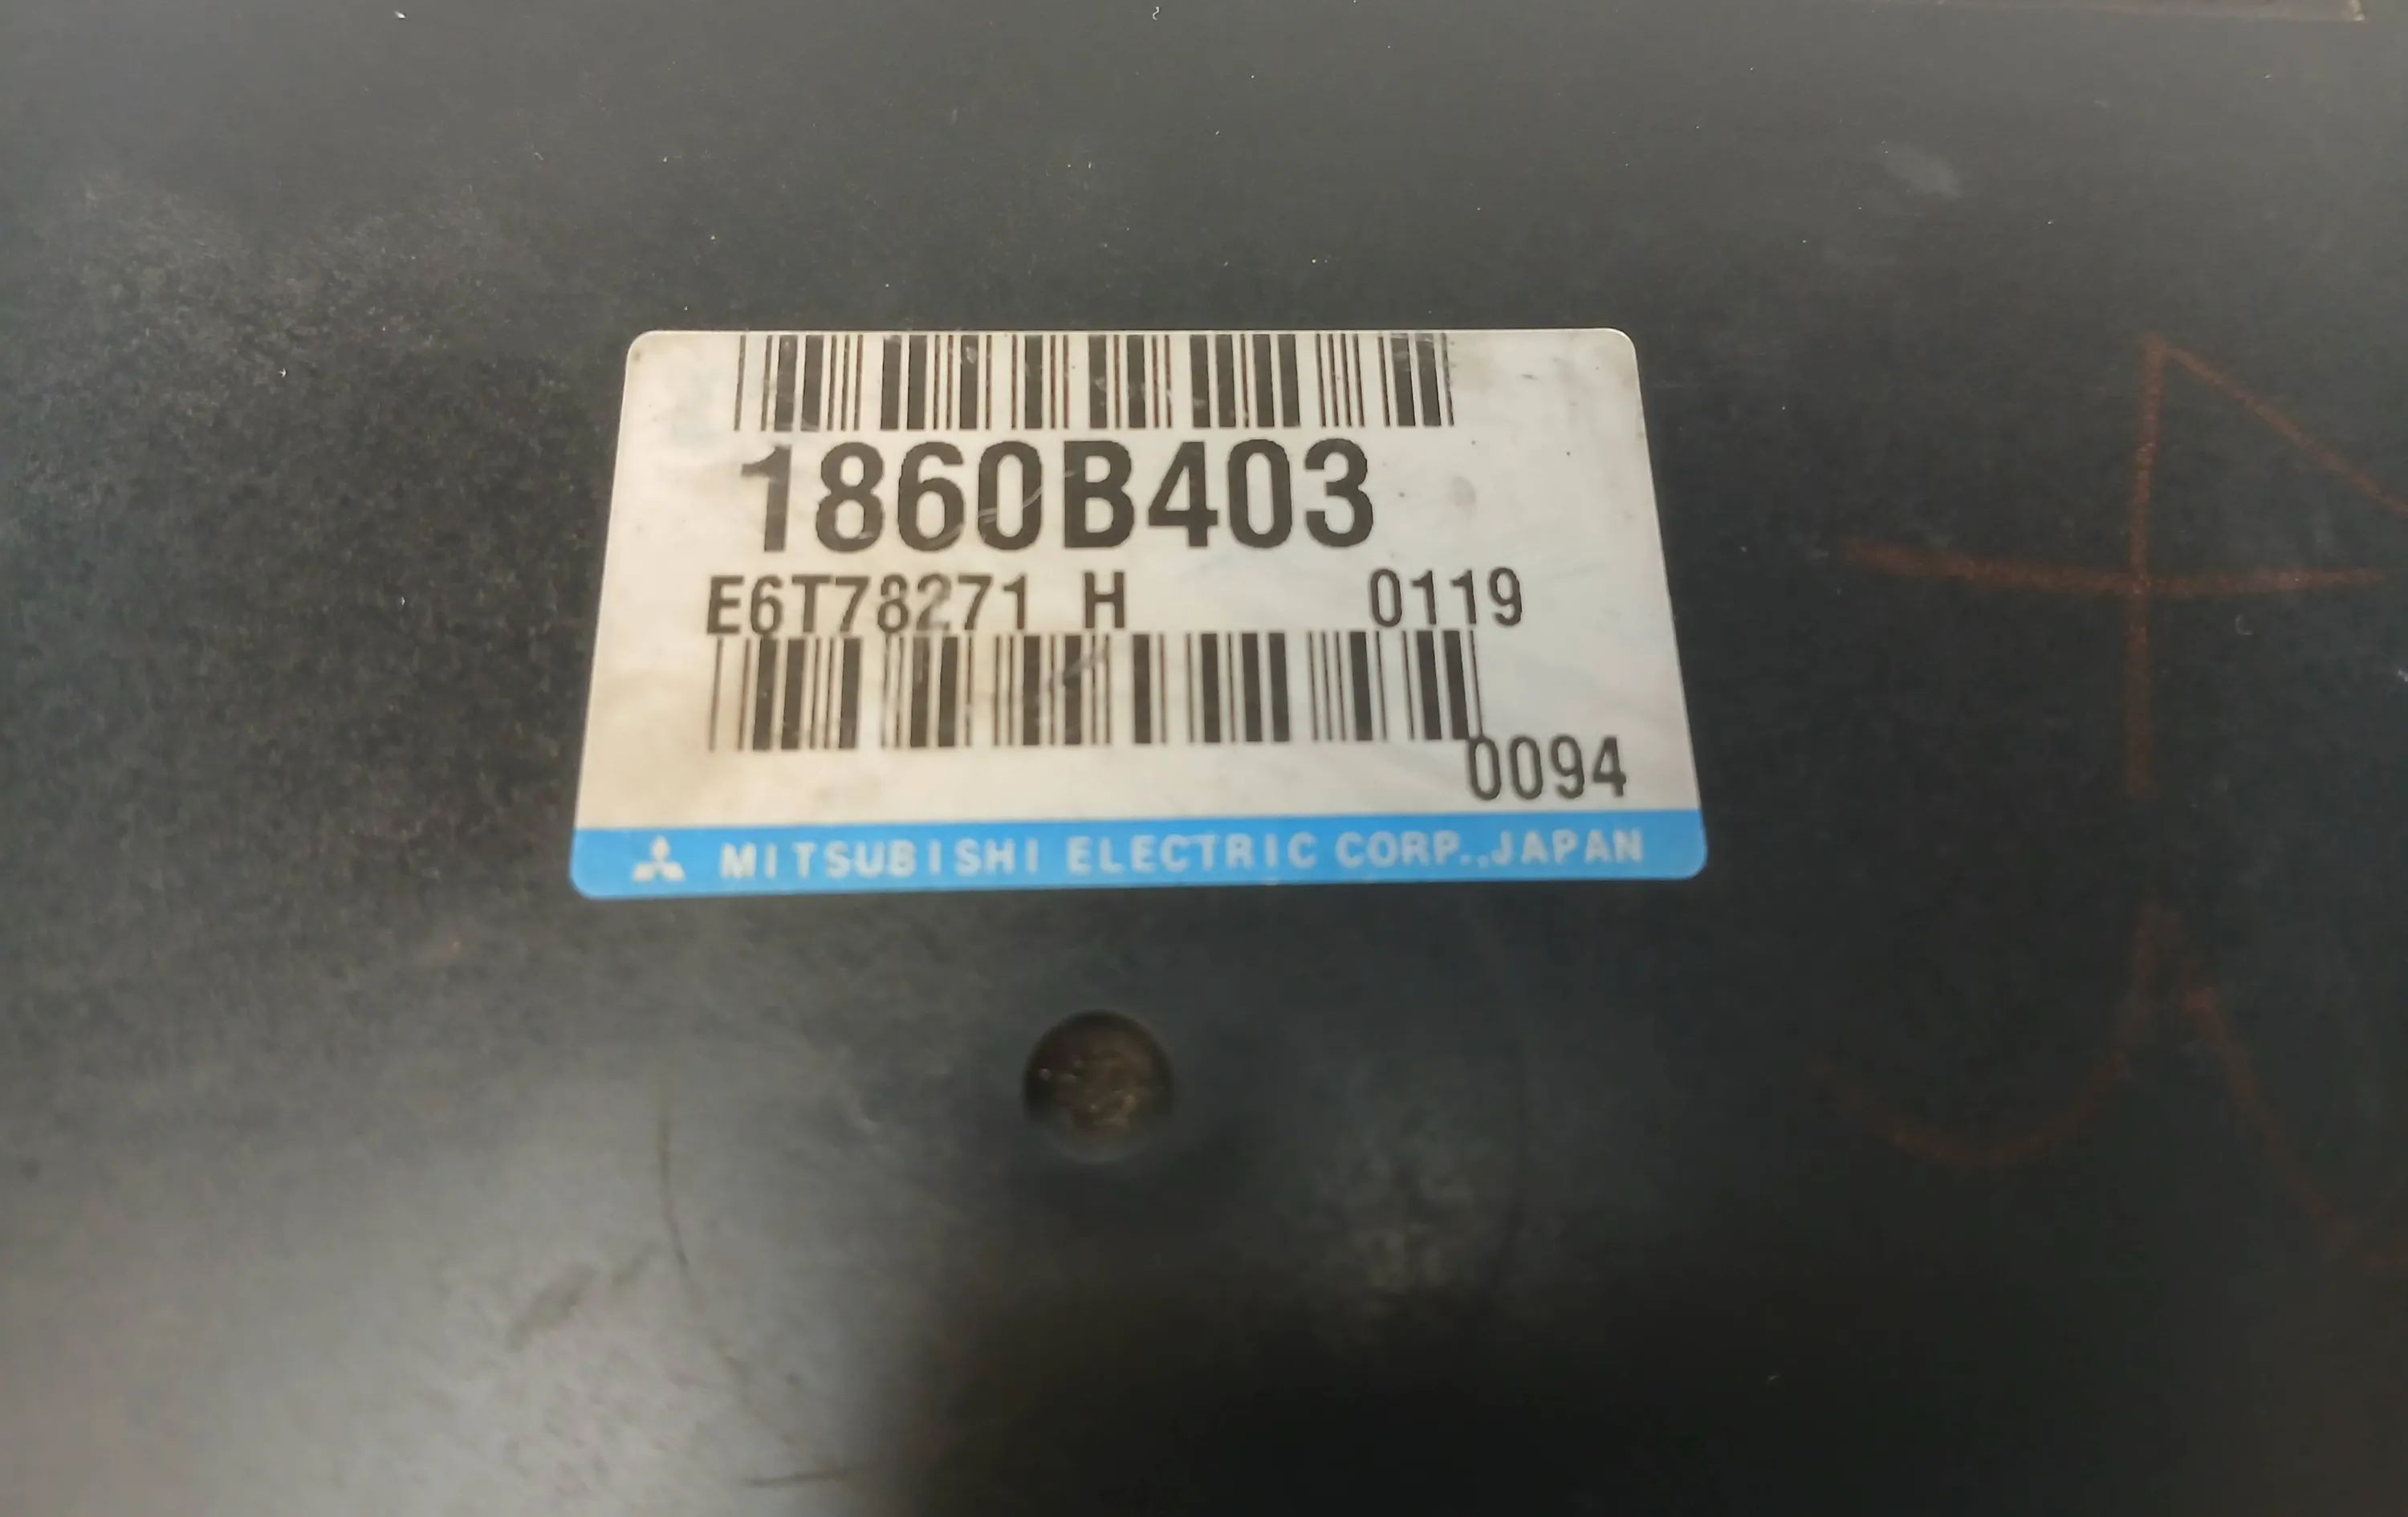 1860B403
E6T78271 H 0119
0094
MITSUBISHI ELECTRIC CORP.,JAPAN